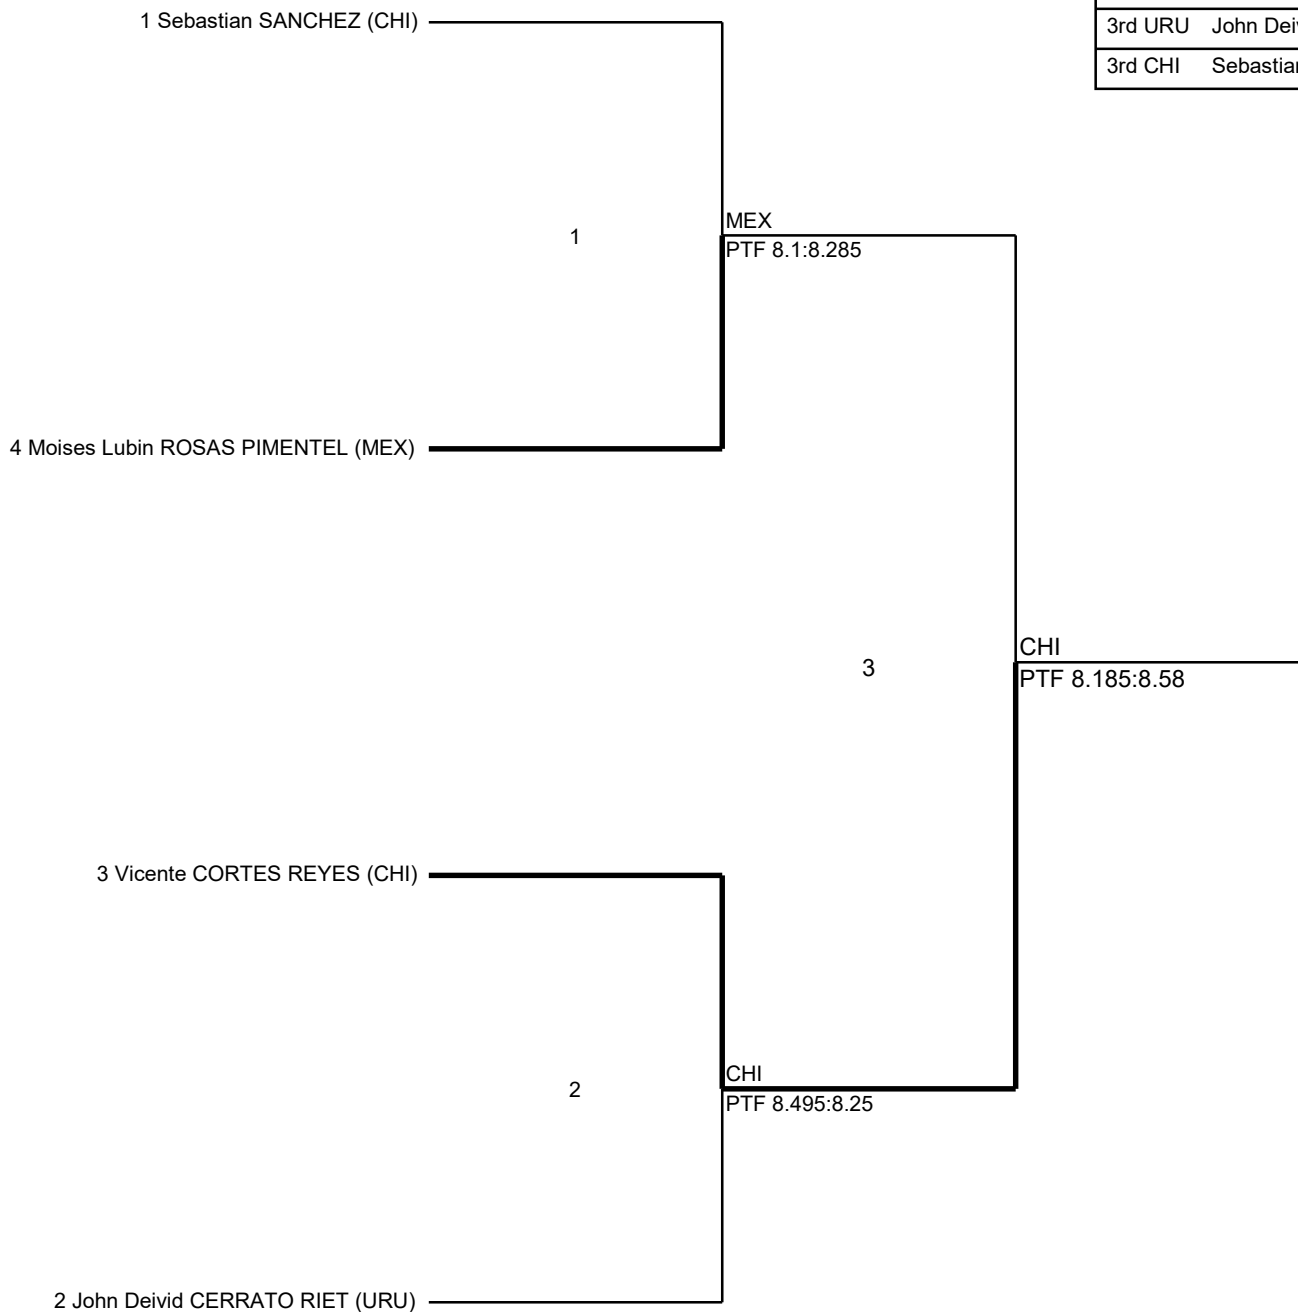 1 Sebastian SANCHEZ (CHI)
3rd URU John
3rd CHI
MEX
1
PTF 8.1:8.285
4 Moises Lubin ROSAS PIMENTEL (MEX)
CHI
3
PTF 8.185:8.58
3 Vicente CORTES REYES (CHI)
CHI
2
PTF 8.495:8.25
2 John Deivid CERRATO RIET (URU)